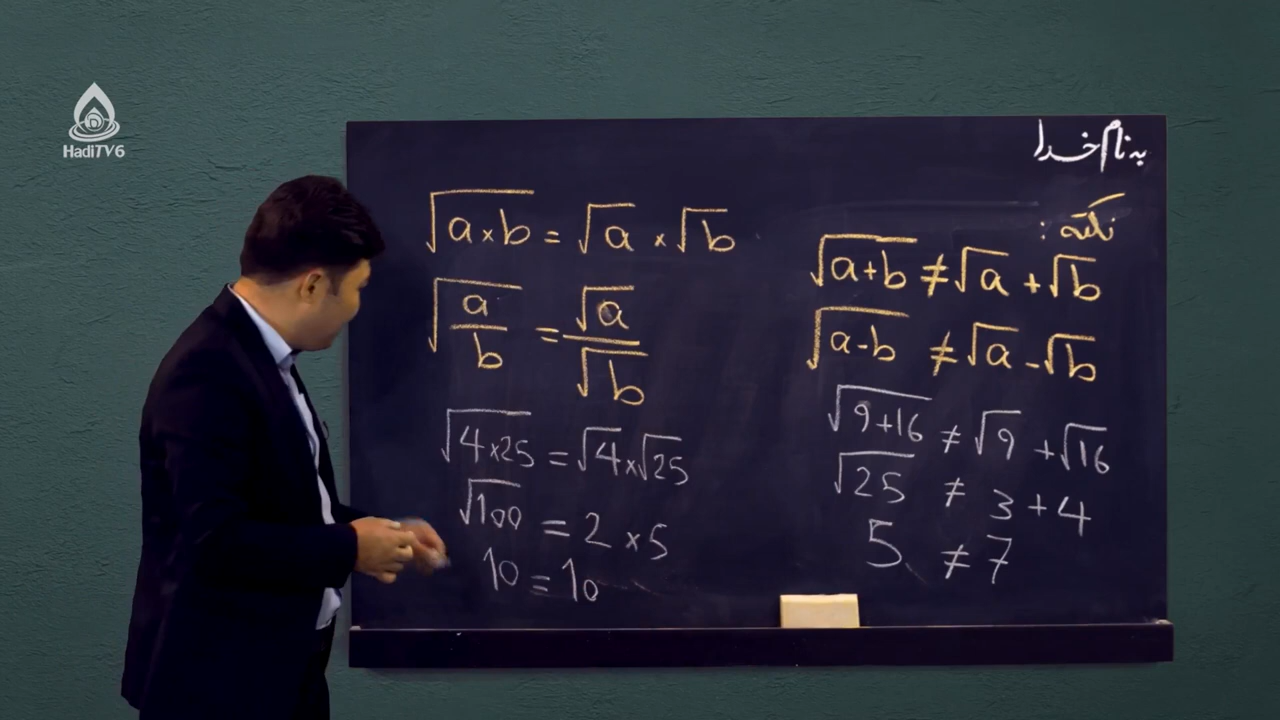 HadiTV6
به نام خدا
√(a×b) = √a × √b
√(a/b) = √a/√b
√(4×25) = √4×√25
√100 = 2×5
10 = 10
نکته :
√(a+b) ≠ √a + √b
√(a-b) ≠ √a - √b
√(9+16) ≠ √9 + √16
√25 ≠ 3+4
5 ≠ 7